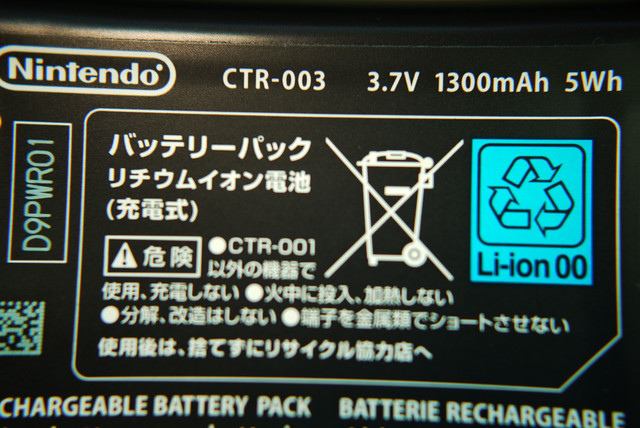 Nintendo
CTR-003 3.7V 1300mAh 5Wh
D9PWR01
バッテリーパック
リチウムイオン電池
(充電式)
危険 ●CTR-001
以外の機器で
使用、充電しない ●火中に投入、加熱しない
●分解、改造はしない ●端子を金属類でショートさせない
使用後は、捨てずにリサイクル協力店へ
Li-ion 00
CHARGEABLE BATTERY PACK BATTERIE RECHARGEABLE